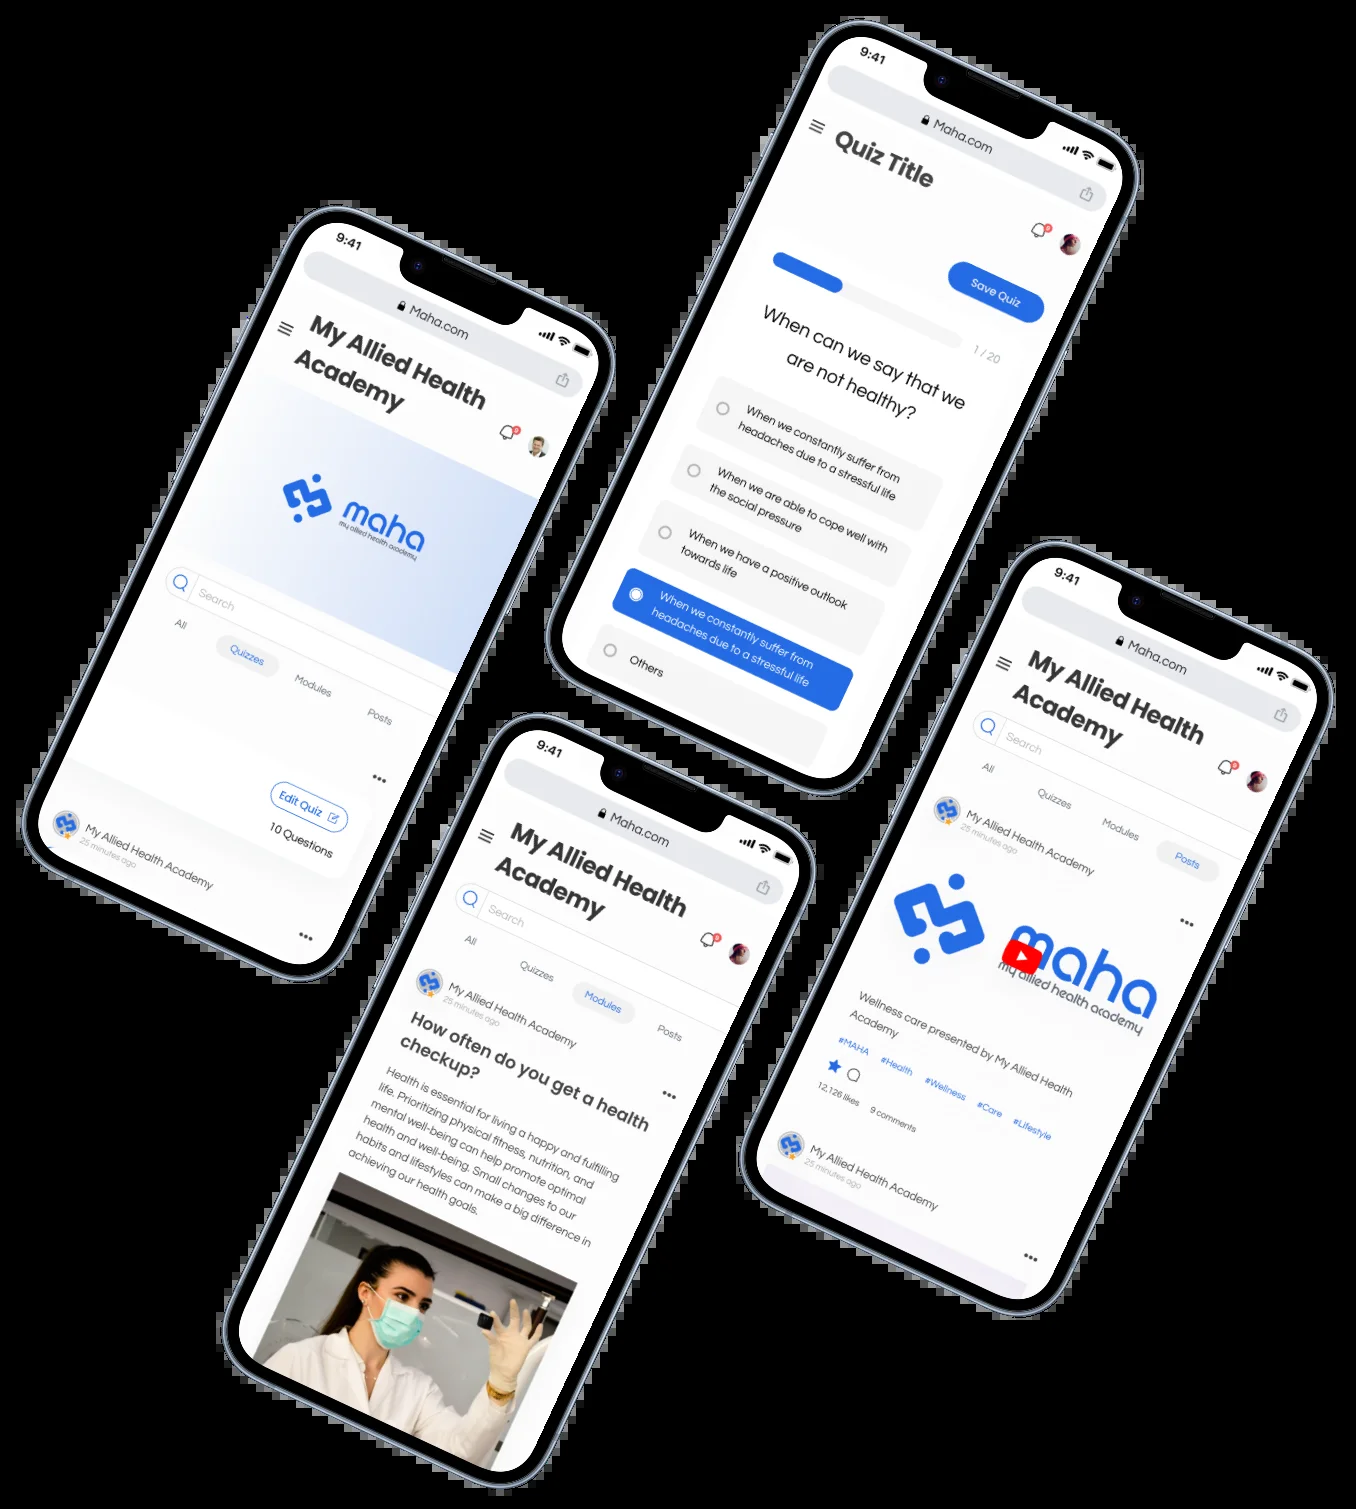 9:41
Maha.com
My Allied Health
Academy
maha
my allied health academy
Search
All
Quizzes
Modules
Posts
Edit Quiz
10 Questions
My Allied Health Academy
25 minutes ago
9:41
Maha.com
Quiz Title
Save Quiz
1 / 20
When can we say that we
are not healthy?
When we constantly suffer from
headaches due to a stressful life
When we are able to cope well with
the social pressure
When we have a positive outlook
towards life
When we constantly suffer from
headaches due to a stressful life
Others
9:41
Maha.com
My Allied Health
Academy
Search
All
Quizzes
Modules
Posts
My Allied Health Academy
25 minutes ago
How often do you get a health
checkup?
Health is essential for living a happy and fulfilling
life. Prioritizing physical fitness, nutrition, and
mental well-being can help promote optimal
health and well-being. Small changes to our
habits and lifestyles can make a big difference in
achieving our health goals.
9:41
Maha.com
My Allied Health
Academy
Search
All
Quizzes
Modules
Posts
My Allied Health Academy
25 minutes ago
maha
my allied health academy
Wellness care presented by My Allied Health
Academy
#MAHA #Health #Wellness #Care #Lifestyle
12,126 likes 9 comments
My Allied Health Academy
25 minutes ago